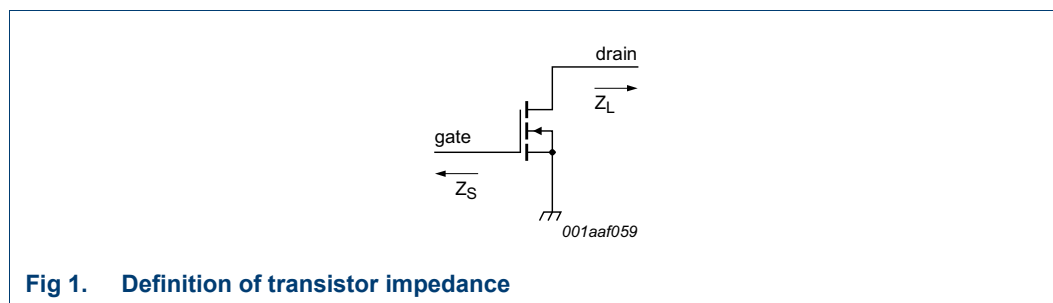 drain
Z_L
gate
Z_S
001aaf059
Fig 1. Definition of transistor impedance